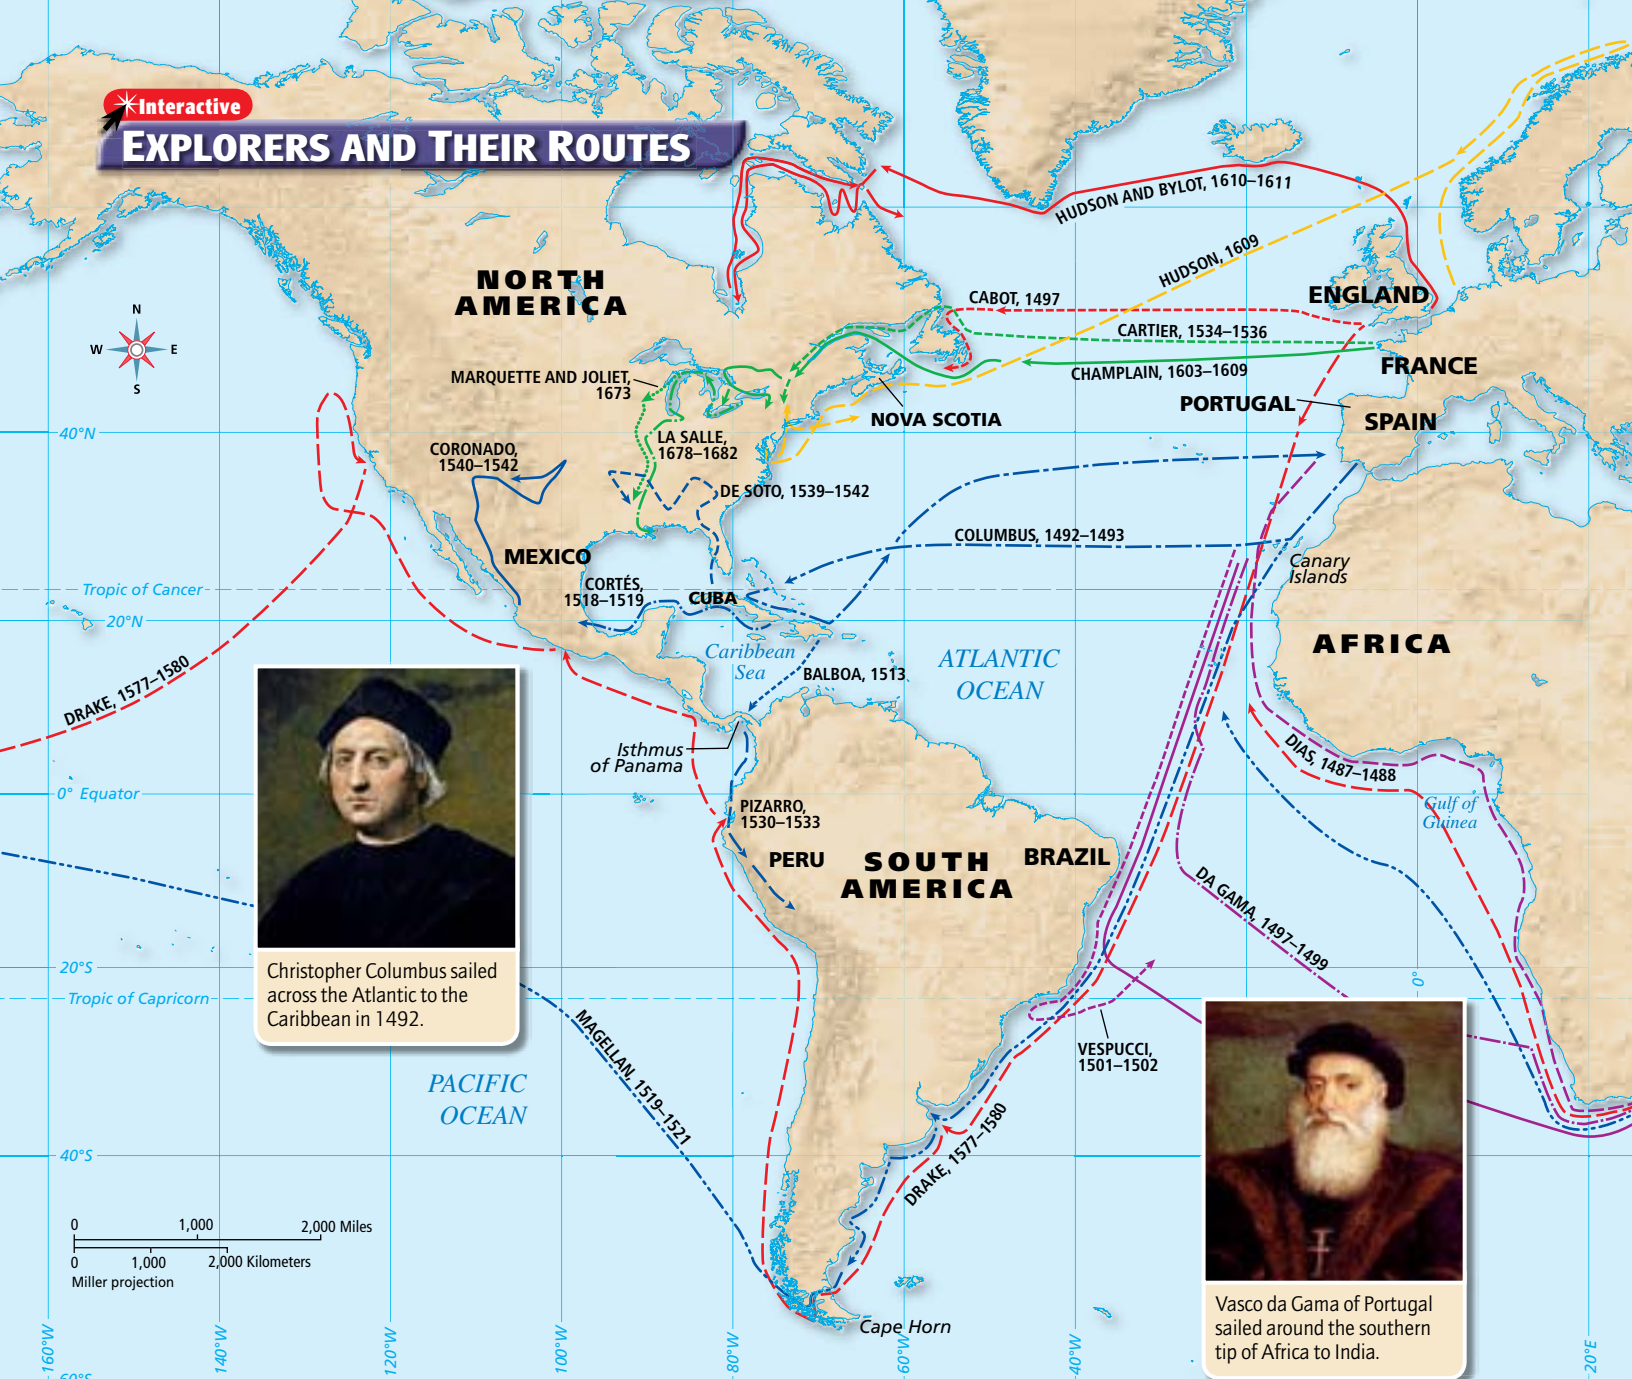 Interactive
EXPLORERS AND THEIR ROUTES
HUDSON AND BYLOT, 1610–1611
HUDSON, 1609
NORTH
AMERICA
CABOT, 1497
ENGLAND
CARTIER, 1534–1536
N
W
E
S
FRANCE
CHAMPLAIN, 1603–1609
MARQUETTE AND JOLIET,
1673
PORTUGAL
NOVA SCOTIA
SPAIN
40°N
LA SALLE,
1678–1682
CORONADO,
1540–1542
DE SOTO, 1539–1542
COLUMBUS, 1492–1493
MEXICO
Canary
Islands
Tropic of Cancer
CORTÉS,
1518–1519
CUBA
20°N
AFRICA
Caribbean
Sea
ATLANTIC
OCEAN
BALBOA, 1513
DRAKE, 1577–1580
Isthmus
of Panama
DIAS, 1487–1488
0° Equator
Gulf of
Guinea
PIZARRO,
1530–1533
PERU
SOUTH
AMERICA
BRAZIL
DA GAMA, 1497–1499
20°S
Tropic of Capricorn
0°
Christopher Columbus sailed
across the Atlantic to the
Caribbean in 1492.
MAGELLAN, 1519–1521
VESPUCCI,
1501–1502
PACIFIC
OCEAN
DRAKE, 1577–1580
40°S
0 1,000 2,000 Miles
0 1,000 2,000 Kilometers
Miller projection
Cape Horn
Vasco da Gama of Portugal
sailed around the southern
tip of Africa to India.
160°W
140°W
120°W
100°W
80°W
60°W
40°W
20°E
60°S